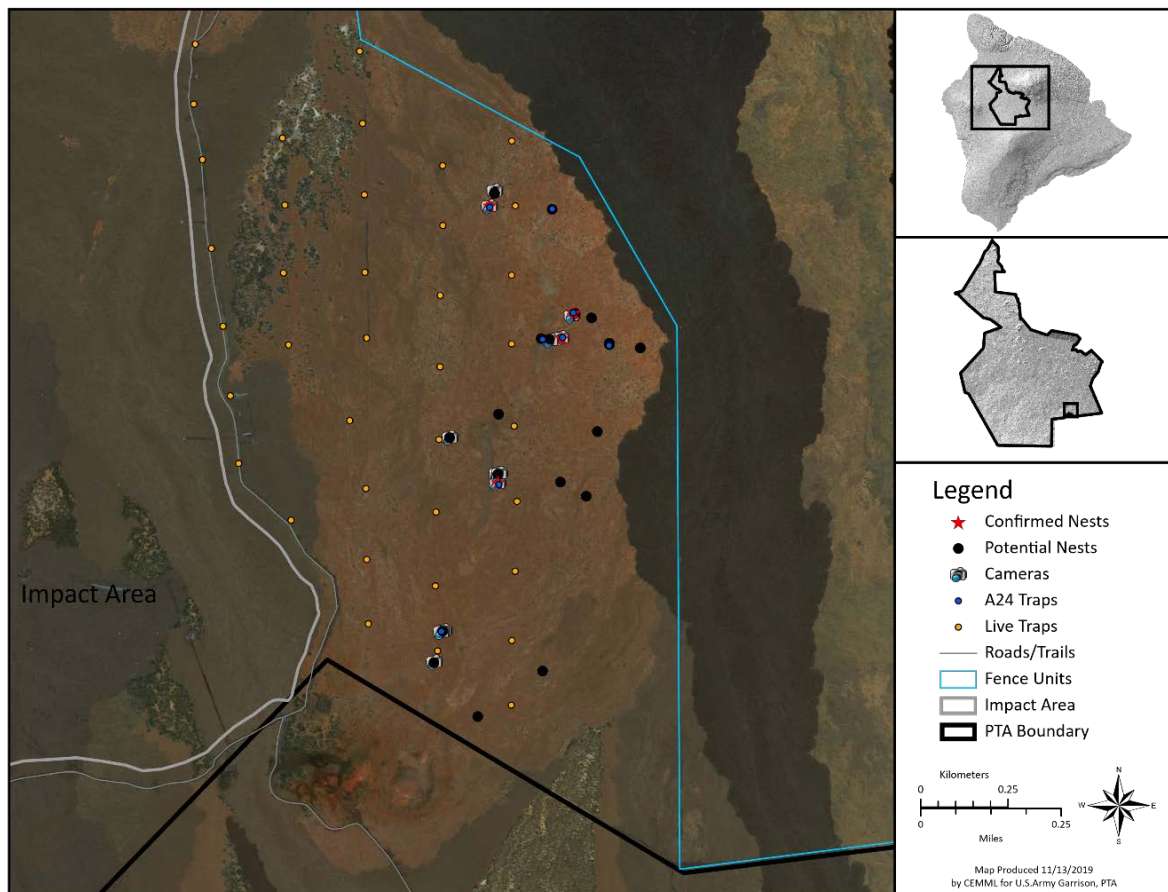 Impact Area
Legend
Confirmed Nests
Potential Nests
Cameras
A24 Traps
Live Traps
Roads/Trails
Fence Units
Impact Area
PTA Boundary
Kilometers
0 0.25
0 0.25
Miles
N
W E
S
Map Produced 11/13/2019
by CEMML for U.S.Army Garrison, PTA